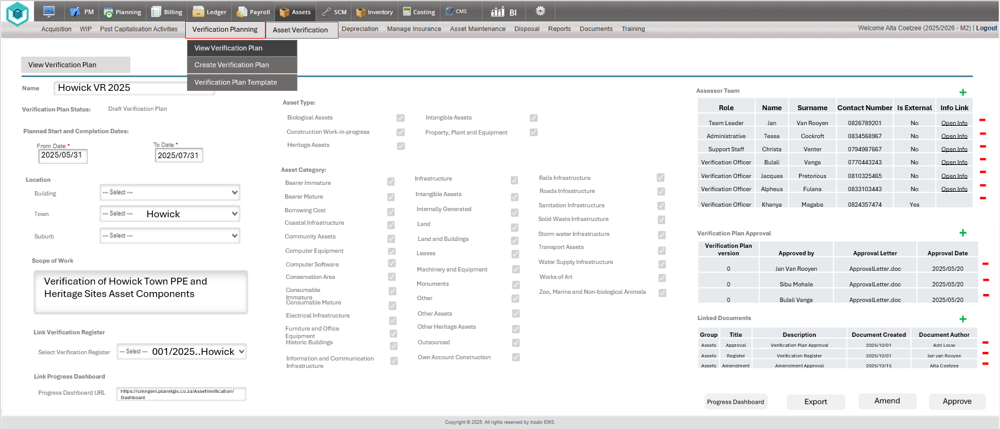 PM Planning Billing Ledger Payroll Assets SCM Inventory Costing CMS BI
Acquisition WIP Post Capitalisation Activities Verification Planning Asset Verification Depreciation Manage Insurance Asset Maintenance Disposal Reports Documents Training Welcome Alta Coetzee (2025/2026 - M2) | Logout
View Verification Plan
Create Verification Plan
Verification Plan Template
View Verification Plan
Name Howick VR 2025
Verification Plan Status: Draft Verification Plan
Planned Start and Completion Dates:
From Date * To Date *
2025/05/31 2025/07/31
Location
Building --- Select ---
Town --- Select --- Howick
Suburb --- Select ---
Scope of Work
Verification of Howick Town PPE and
Heritage Sites Asset Components
Link Verification Register
Select Verification Register --- Select --- 001/2025..Howick
Link Progress Dashboard
Progress Dashboard URL https://umngeni.planetgis.co.za/AssetVerification/
Dashboard
Asset Type:
Biological Assets Intangible Assets
Construction Work-in-progress Property, Plant and Equipment
Heritage Assets
Asset Category:
Bearer Immature
Bearer Mature
Borrowing Cost
Coastal Infrastructure
Community Assets
Computer Equipment
Computer Software
Conservation Area
Consumable
Immature
Consumable Mature
Electrical Infrastructure
Furniture and Office
Equipment
Historic Buildings
Information and Communication
Infrastructure
Infrastructure
Intangible Assets
Internally Generated
Land
Land and Buildings
Leases
Machinery and Equipment
Monuments
Other
Other Assets
Other Heritage Assets
Outsourced
Own Account Construction
Rails Infrastructure
Roads Infrastructure
Sanitation Infrastructure
Solid Waste Infrastructure
Storm water Infrastructure
Transport Assets
Water Supply Infrastructure
Works of Art
Zoo, Marine and Non-biological Animals
Assessor Team
Role Name Surname Contact Number Is External Info Link
Team Leader Jan Van Rooyen 0826789201 No Open Info
Administrative Tessa Cockroft 0834568967 No Open Info
Support Staff Christa Venter 0794987667 No Open Info
Verification Officer Bulali Vanga 0770443243 No Open Info
Verification Officer Jacques Pretorious 0810325465 No Open Info
Verification Officer Alpheus Fulana 0833103443 No Open Info
Verification Officer Khanya Magaba 0824357474 Yes
Verification Plan Approval
Verification Plan
version Approved by Approval Letter Approval Date
0 Jan Van Rooyen ApprovalLetter.doc 2025/05/20
0 Sibu Mohale ApprovalLetter.doc 2025/05/20
0 Bulali Vanga ApprovalLetter.doc 2025/05/20
Linked Documents
Group Title Description Document Created Document Author
Assets Approval Verification Plan Approval 2025/10/01 Adri Louw
Assets Register Verification Register 2025/10/01 Jan van Rooyen
Assets Amendment Amendment Approval 2025/10/15 Alta Coetzee
Progress Dashboard Export Amend Approve
Copyright © 2025. All rights reserved by inzalo EMS.